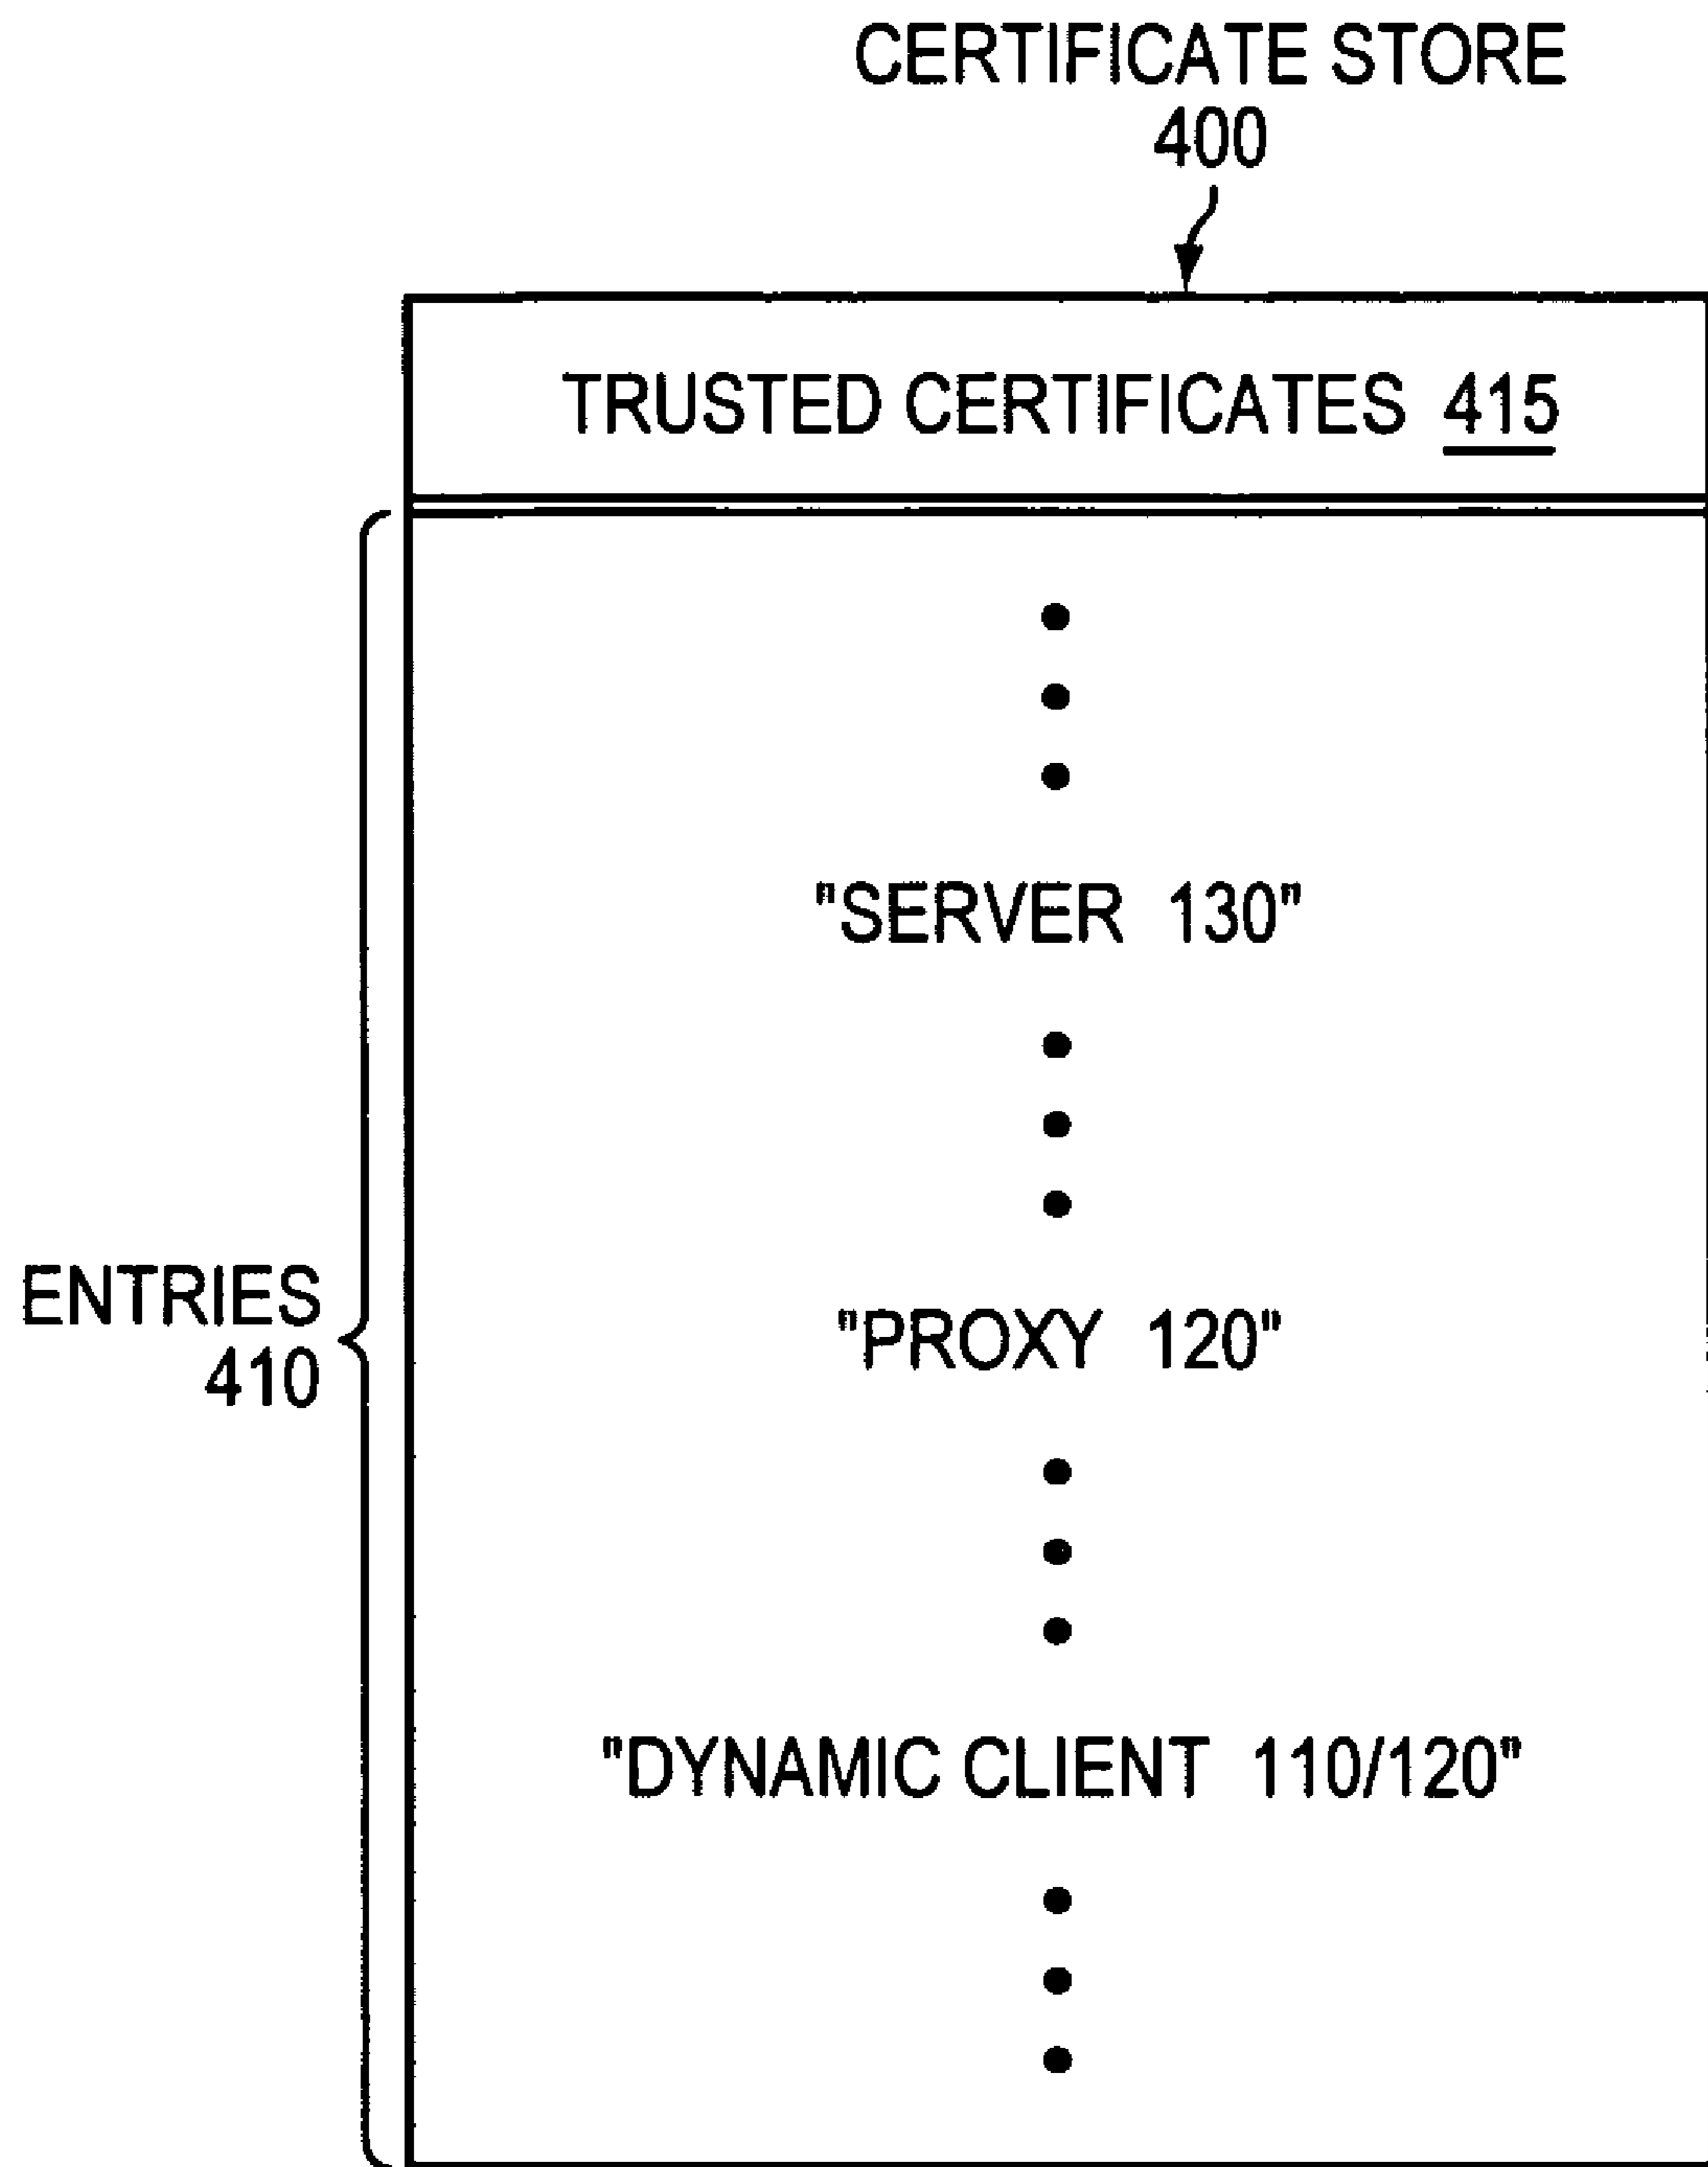 CERTIFICATE STORE
400
TRUSTED CERTIFICATES 415
"SERVER 130"
ENTRIES
410
"PROXY 120"
"DYNAMIC CLIENT 110/120"